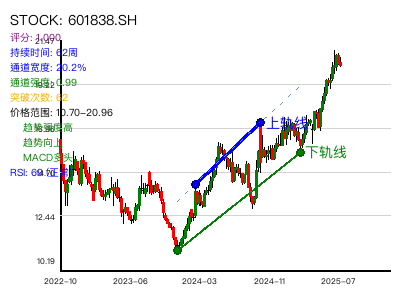 STOCK: 601838.SH
评分: 1.000
持续时间: 62周
通道宽度: 20.2%
通道强度: 0.99
突破次数: 62
价格范围: 10.70-20.96
趋势强度高
趋势向上
MACD多头
RSI: 69.1 正常
上轨线
下轨线
12.44
10.19
2022-10
2023-06
2024-03
2024-11
2025-07